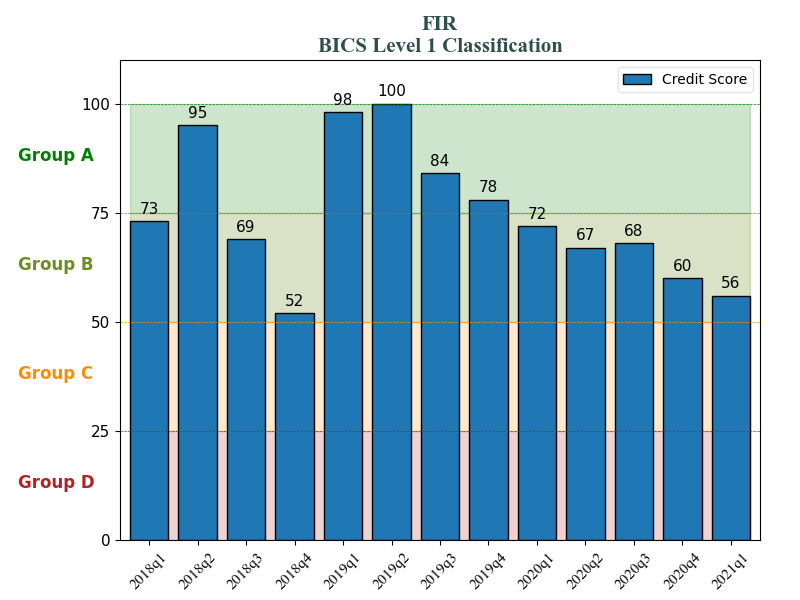 FIR
BICS Level 1 Classification
Credit Score
100
75
50
25
0
Group A
Group B
Group C
Group D
73
95
69
52
98
100
84
78
72
67
68
60
56
2018q1
2018q2
2018q3
2018q4
2019q1
2019q2
2019q3
2019q4
2020q1
2020q2
2020q3
2020q4
2021q1